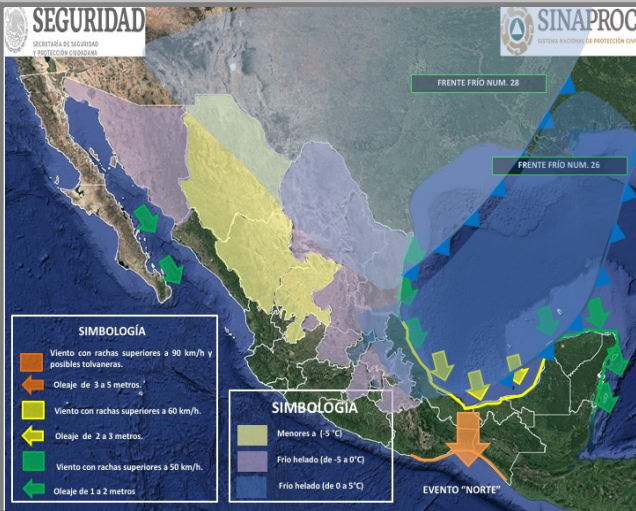 SEGURIDAD
SECRETARÍA DE SEGURIDAD
Y PROTECCIÓN CIUDADANA
SINAPROC
SISTEMA NACIONAL DE PROTECCIÓN CIVI
FRENTE FRÍO NUM. 28
FRENTE FRÍO NUM. 26
SIMBOLOGÍA
Viento con rachas superiores a 90 km/h y
posibles tolvaneras.
Oleaje de 3 a 5 metros.
Viento con rachas superiores a 60 km/h.
Oleaje de 2 a 3 metros.
Viento con rachas superiores a 50 km/h.
Oleaje de 1 a 2 metros
SIMBOLOGÍA
Menores a (-5 °C)
Frío helado (de -5 a 0°C)
Frío helado (de 0 a 5°C)
EVENTO "NORTE"